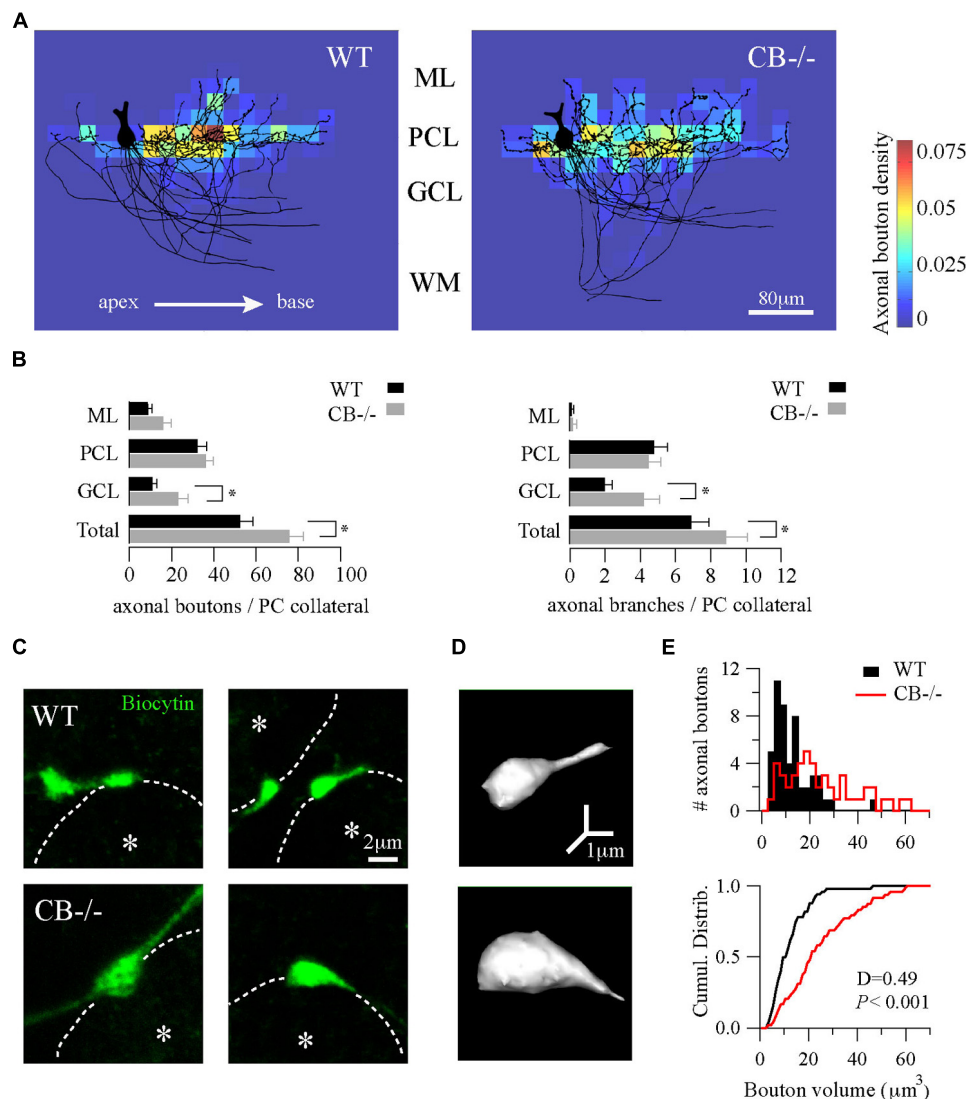 A
WT
CB-/-
ML
PCL
GCL
WM
apex
base
80μm
Axonal bouton density
0.075
0.05
0.025
0
B
WT
CB-/-
ML
PCL
GCL
Total
*
*
0 20 40 60 80 100
axonal boutons / PC collateral
WT
CB-/-
ML
PCL
GCL
Total
*
*
0 2 4 6 8 10 12
axonal branches / PC collateral
C
WT
Biocytin
*
*
*
2μm
CB-/-
*
*
D
1μm
E
WT
CB-/-
# axonal boutons
12
8
4
0
0 20 40 60
Cumul. Distrib.
1.0
0.5
0.0
D=0.49
P< 0.001
0 20 40 60
Bouton volume (μm³)